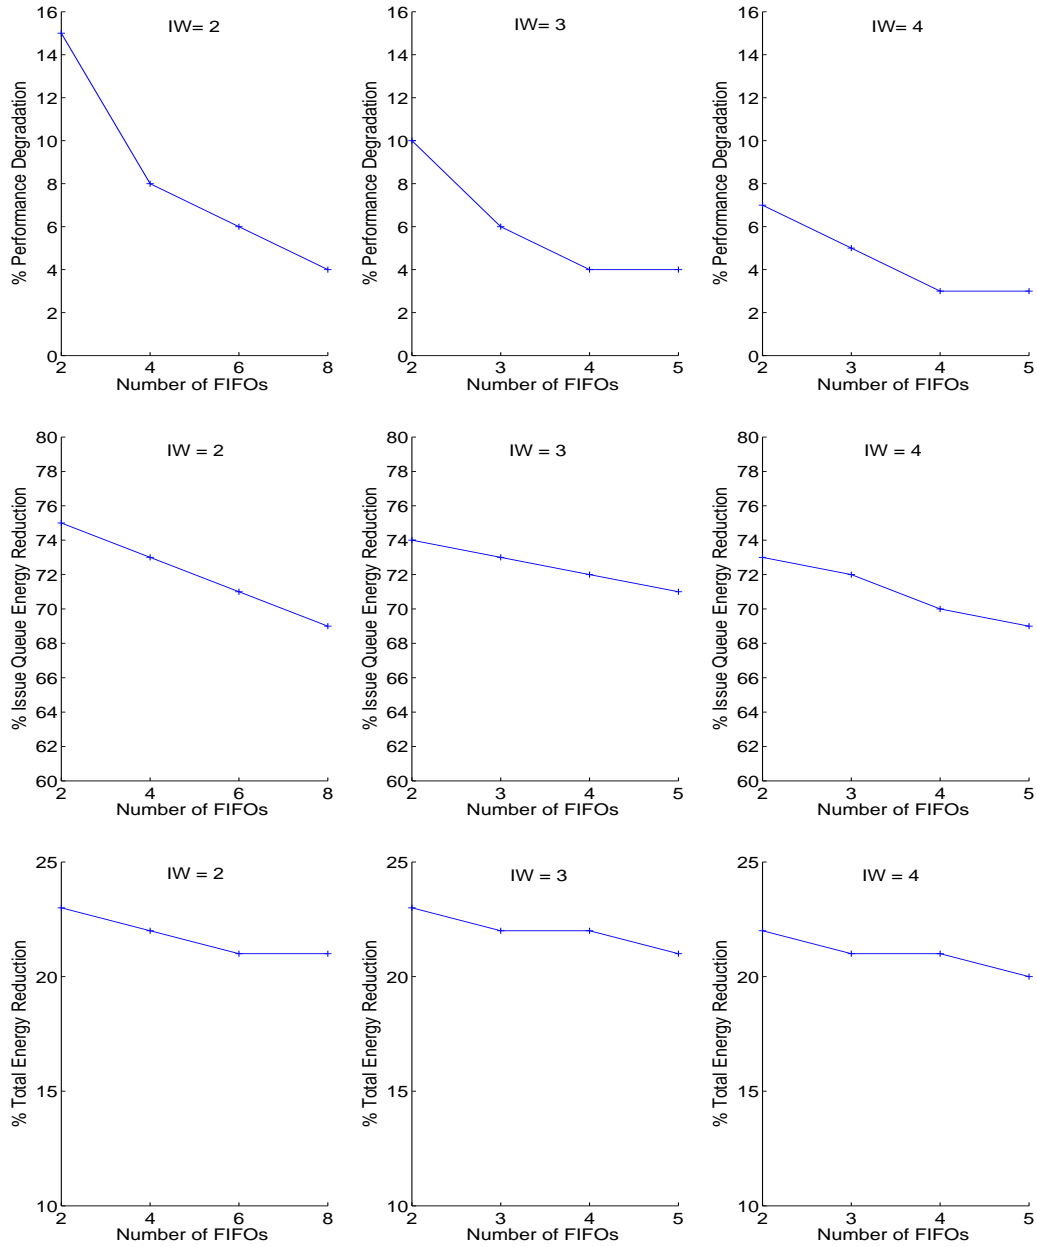 IW= 2
% Performance Degradation
16
14
12
10
8
6
4
2
0
2 4 6 8
Number of FIFOs
IW= 3
% Performance Degradation
16
14
12
10
8
6
4
2
0
2 3 4 5
Number of FIFOs
IW= 4
% Performance Degradation
16
14
12
10
8
6
4
2
0
2 3 4 5
Number of FIFOs
IW = 2
% Issue Queue Energy Reduction
80
78
76
74
72
70
68
66
64
62
60
2 4 6 8
Number of FIFOs
IW = 3
% Issue Queue Energy Reduction
80
78
76
74
72
70
68
66
64
62
60
2 3 4 5
Number of FIFOs
IW = 4
% Issue Queue Energy Reduction
80
78
76
74
72
70
68
66
64
62
60
2 3 4 5
Number of FIFOs
IW = 2
% Total Energy Reduction
25
20
15
10
2 4 6 8
Number of FIFOs
IW = 3
% Total Energy Reduction
25
20
15
10
2 3 4 5
Number of FIFOs
IW = 4
% Total Energy Reduction
25
20
15
10
2 3 4 5
Number of FIFOs